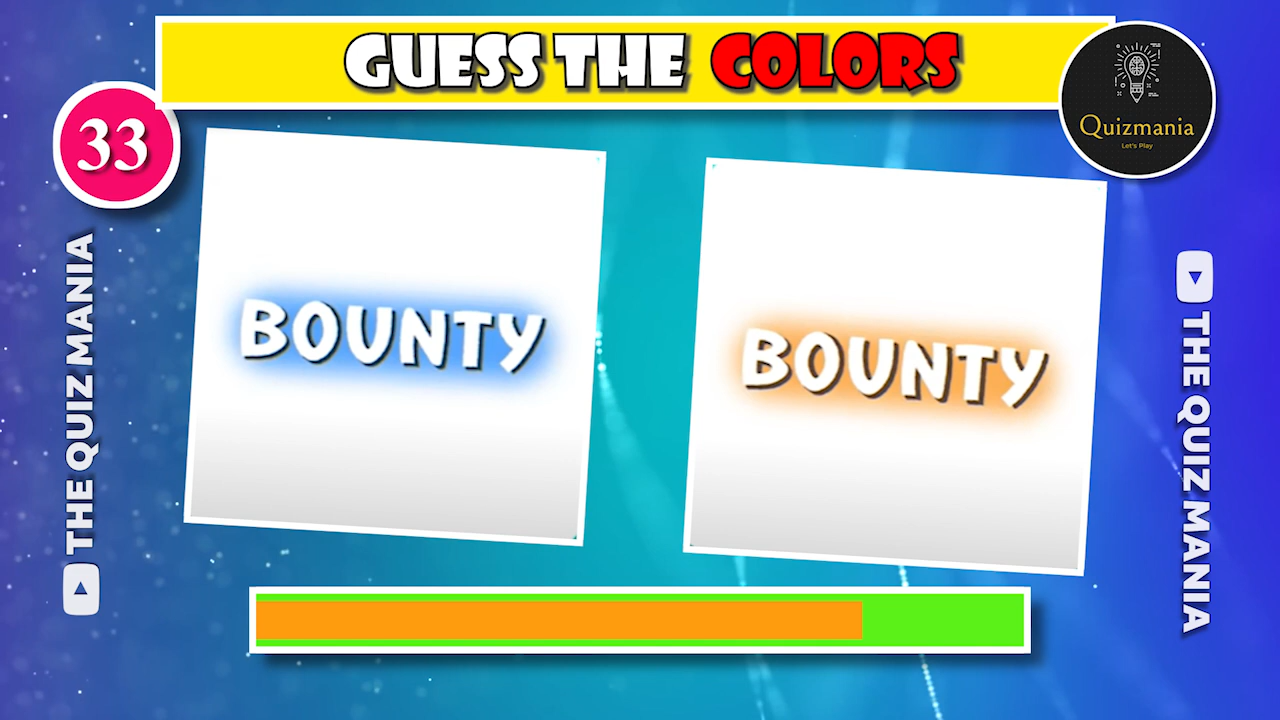 GUESS THE COLORS
33
Quizmania
Let's Play
BOUNTY
BOUNTY
THE QUIZ MANIA
THE QUIZ MANIA